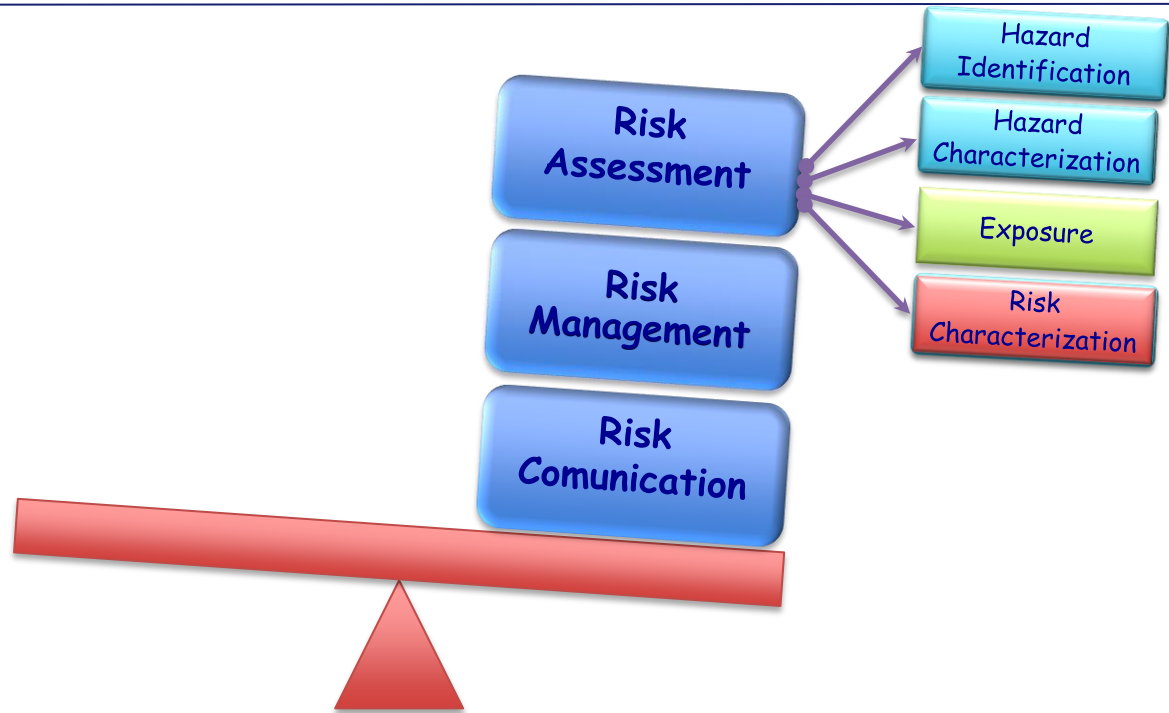 Risk
Assessment
Risk
Management
Risk
Comunication
Hazard
Identification
Hazard
Characterization
Exposure
Risk
Characterization